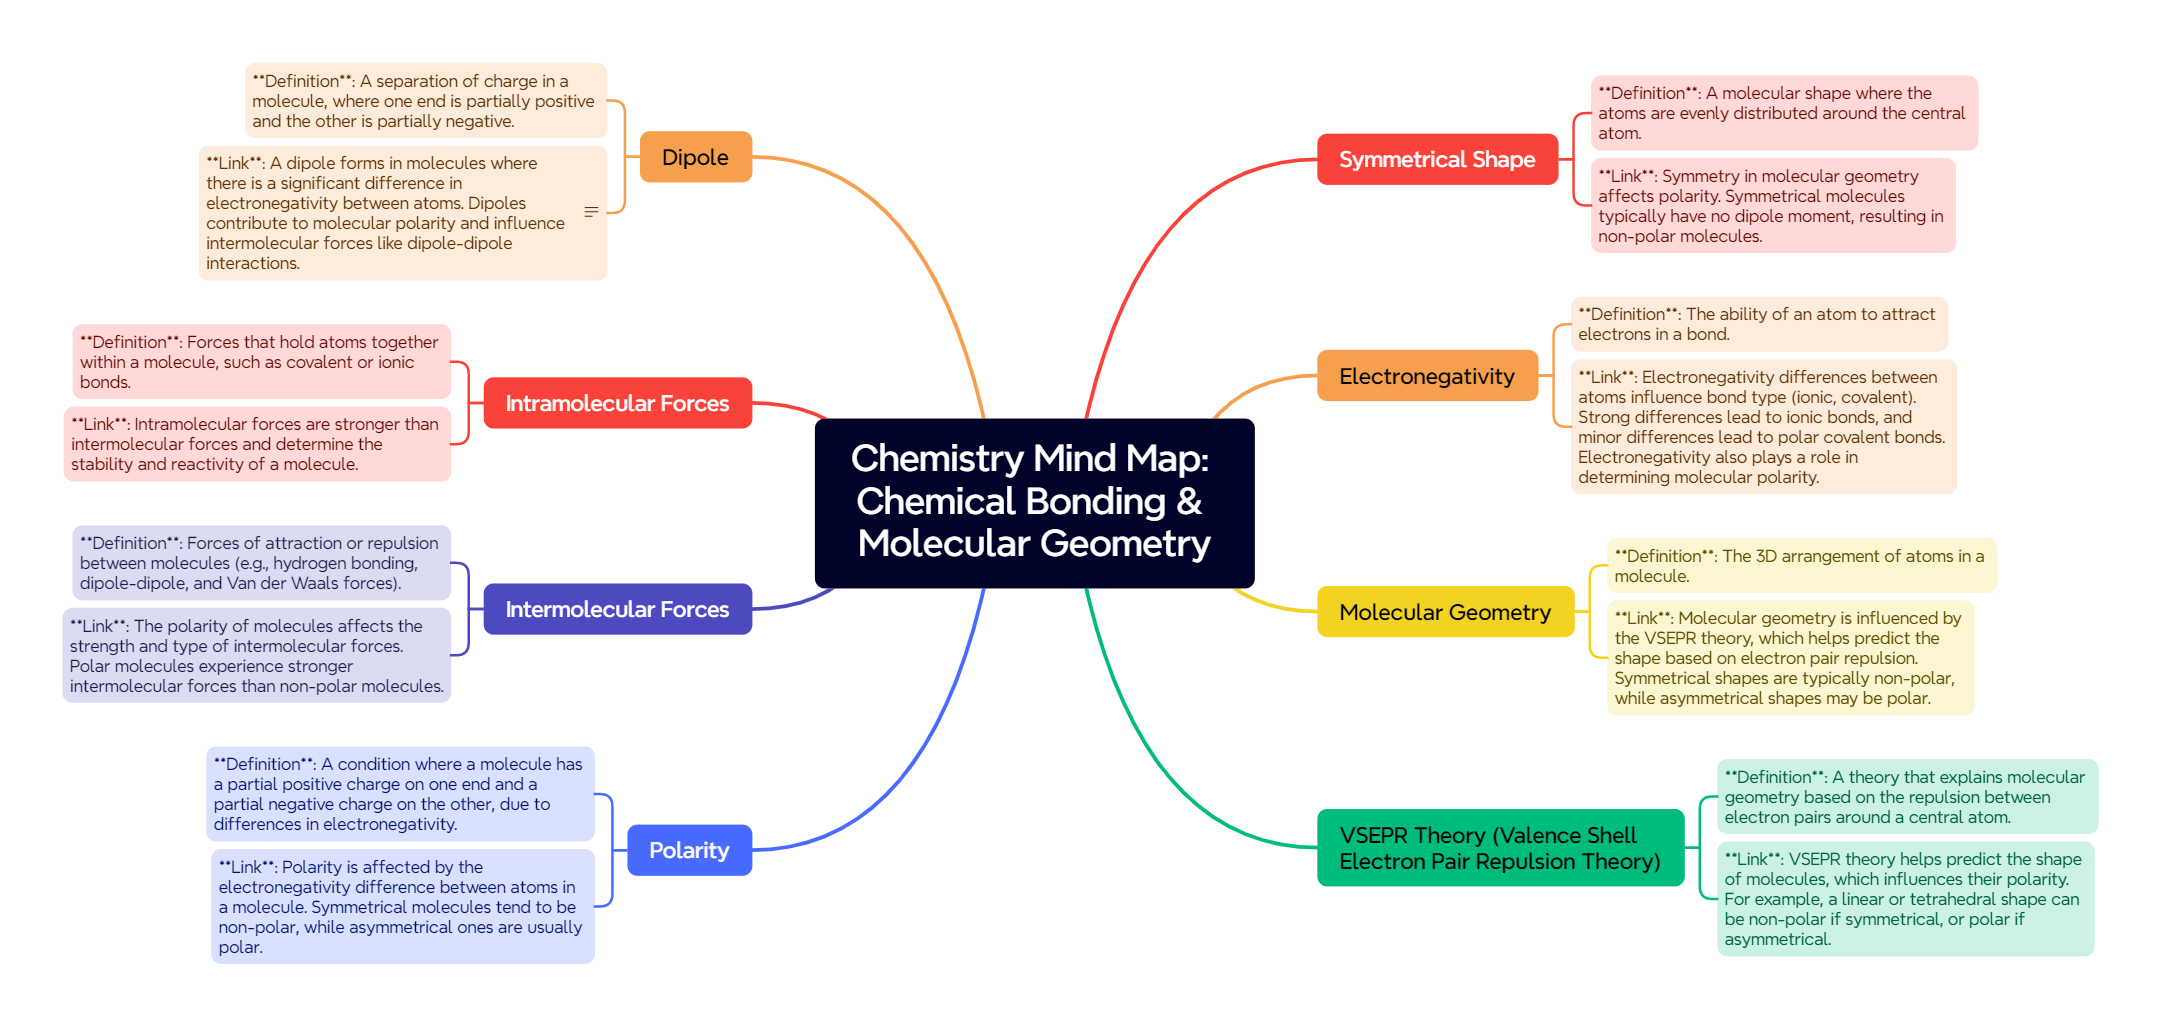 Chemistry Mind Map:
Chemical Bonding &
Molecular Geometry
Symmetrical Shape
**Definition**: A molecular shape where the
atoms are evenly distributed around the central
atom.
**Link**: Symmetry in molecular geometry
affects polarity. Symmetrical molecules
typically have no dipole moment, resulting in
non-polar molecules.
Electronegativity
**Definition**: The ability of an atom to attract
electrons in a bond.
**Link**: Electronegativity differences between
atoms influence bond type (ionic, covalent).
Strong differences lead to ionic bonds, and
minor differences lead to polar covalent bonds.
Electronegativity also plays a role in
determining molecular polarity.
Molecular Geometry
**Definition**: The 3D arrangement of atoms in a
molecule.
**Link**: Molecular geometry is influenced by
the VSEPR theory, which helps predict the
shape based on electron pair repulsion.
Symmetrical shapes are typically non-polar,
while asymmetrical shapes may be polar.
VSEPR Theory (Valence Shell
Electron Pair Repulsion Theory)
**Definition**: A theory that explains molecular
geometry based on the repulsion between
electron pairs around a central atom.
**Link**: VSEPR theory helps predict the shape
of molecules, which influences their polarity.
For example, a linear or tetrahedral shape can
be non-polar if symmetrical, or polar if
asymmetrical.
Dipole
**Definition**: A separation of charge in a
molecule, where one end is partially positive
and the other is partially negative.
**Link**: A dipole forms in molecules where
there is a significant difference in
electronegativity between atoms. Dipoles
contribute to molecular polarity and influence
intermolecular forces like dipole-dipole
interactions.
Intramolecular Forces
**Definition**: Forces that hold atoms together
within a molecule, such as covalent or ionic
bonds.
**Link**: Intramolecular forces are stronger than
intermolecular forces and determine the
stability and reactivity of a molecule.
Intermolecular Forces
**Definition**: Forces of attraction or repulsion
between molecules (e.g., hydrogen bonding,
dipole-dipole, and Van der Waals forces).
**Link**: The polarity of molecules affects the
strength and type of intermolecular forces.
Polar molecules experience stronger
intermolecular forces than non-polar molecules.
Polarity
**Definition**: A condition where a molecule has
a partial positive charge on one end and a
partial negative charge on the other, due to
differences in electronegativity.
**Link**: Polarity is affected by the
electronegativity difference between atoms in
a molecule. Symmetrical molecules tend to be
non-polar, while asymmetrical ones are usually
polar.